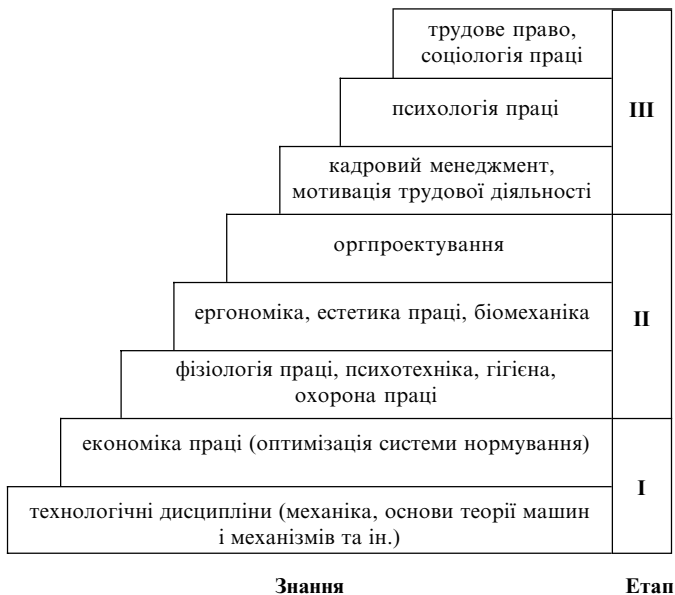 трудове право,
соціологія праці
психологія праці
III
кадровий менеджмент,
мотивація трудової діяльності
оргпроектування
ергономіка, естетика праці, біомеханіка
II
фізіологія праці, психотехніка, гігієна,
охорона праці
економіка праці (оптимізація системи нормування)
I
технологічні дисципліни (механіка, основи теорії машин
і механізмів та ін.)
Знання Етап